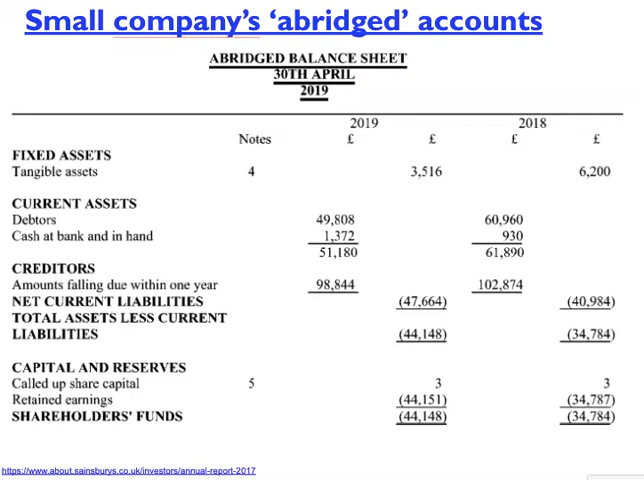 Small company's ‘abridged’ accounts
ABRIDGED BALANCE SHEET
30TH APRIL
2019
2019 2018
Notes £ £ £ £
FIXED ASSETS
Tangible assets 4 3,516 6,200
CURRENT ASSETS
Debtors 49,808 60,960
Cash at bank and in hand 1,372 930
51,180 61,890
CREDITORS
Amounts falling due within one year 98,844 102,874
NET CURRENT LIABILITIES (47,664) (40,984)
TOTAL ASSETS LESS CURRENT
LIABILITIES (44,148) (34,784)
CAPITAL AND RESERVES
Called up share capital 5 3 3
Retained earnings (44,151) (34,787)
SHAREHOLDERS' FUNDS (44,148) (34,784)
https://www.about.sainsburys.co.uk/investors/annual-report-2017